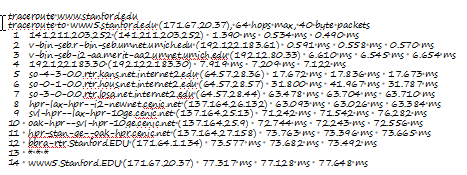 traceroute www.stanford.edu
traceroute to www5.stanford.edu (171.67.20.37), 64 hops max, 40 byte packets
1 141.211.203.252 (141.211.203.252) 1.390 ms 0.534 ms 0.490 ms
2 v-bin-seb.r-bin-seb.umnet.umich.edu (192.122.183.61) 0.591 ms 0.558 ms 0.570 ms
3 v-bin-seb-i2-aa.merit-aa2.umnet.umich.edu (192.12.80.33) 6.610 ms 6.545 ms 6.654 ms
4 192.122.183.30 (192.122.183.30) 7.919 ms 7.209 ms 7.122 ms
5 so-4-3-0.0.rtr.kans.net.internet2.edu (64.57.28.36) 17.672 ms 17.836 ms 17.673 ms
6 so-0-1-0.0.rtr.hous.net.internet2.edu (64.57.28.57) 31.800 ms 41.967 ms 31.787 ms
7 so-3-0-0.0.rtr.losa.net.internet2.edu (64.57.28.44) 63.478 ms 63.704 ms 63.710 ms
8 hpr-lax-hpr--i2-newnet.cenic.net (137.164.26.132) 63.093 ms 63.026 ms 63.384 ms
9 svl-hpr--lax-hpr-10ge.cenic.net (137.164.25.13) 71.242 ms 71.542 ms 76.282 ms
10 oak-hpr--svl-hpr-10ge.cenic.net (137.164.25.9) 72.744 ms 72.243 ms 72.556 ms
11 hpr-stan-ge--oak-hpr.cenic.net (137.164.27.158) 73.763 ms 73.396 ms 73.665 ms
12 bbra-rtr.Stanford.EDU (171.64.1.134) 73.577 ms 73.682 ms 73.492 ms
13 * * *
14 www5.Stanford.EDU (171.67.20.37) 77.317 ms 77.128 ms 77.648 ms